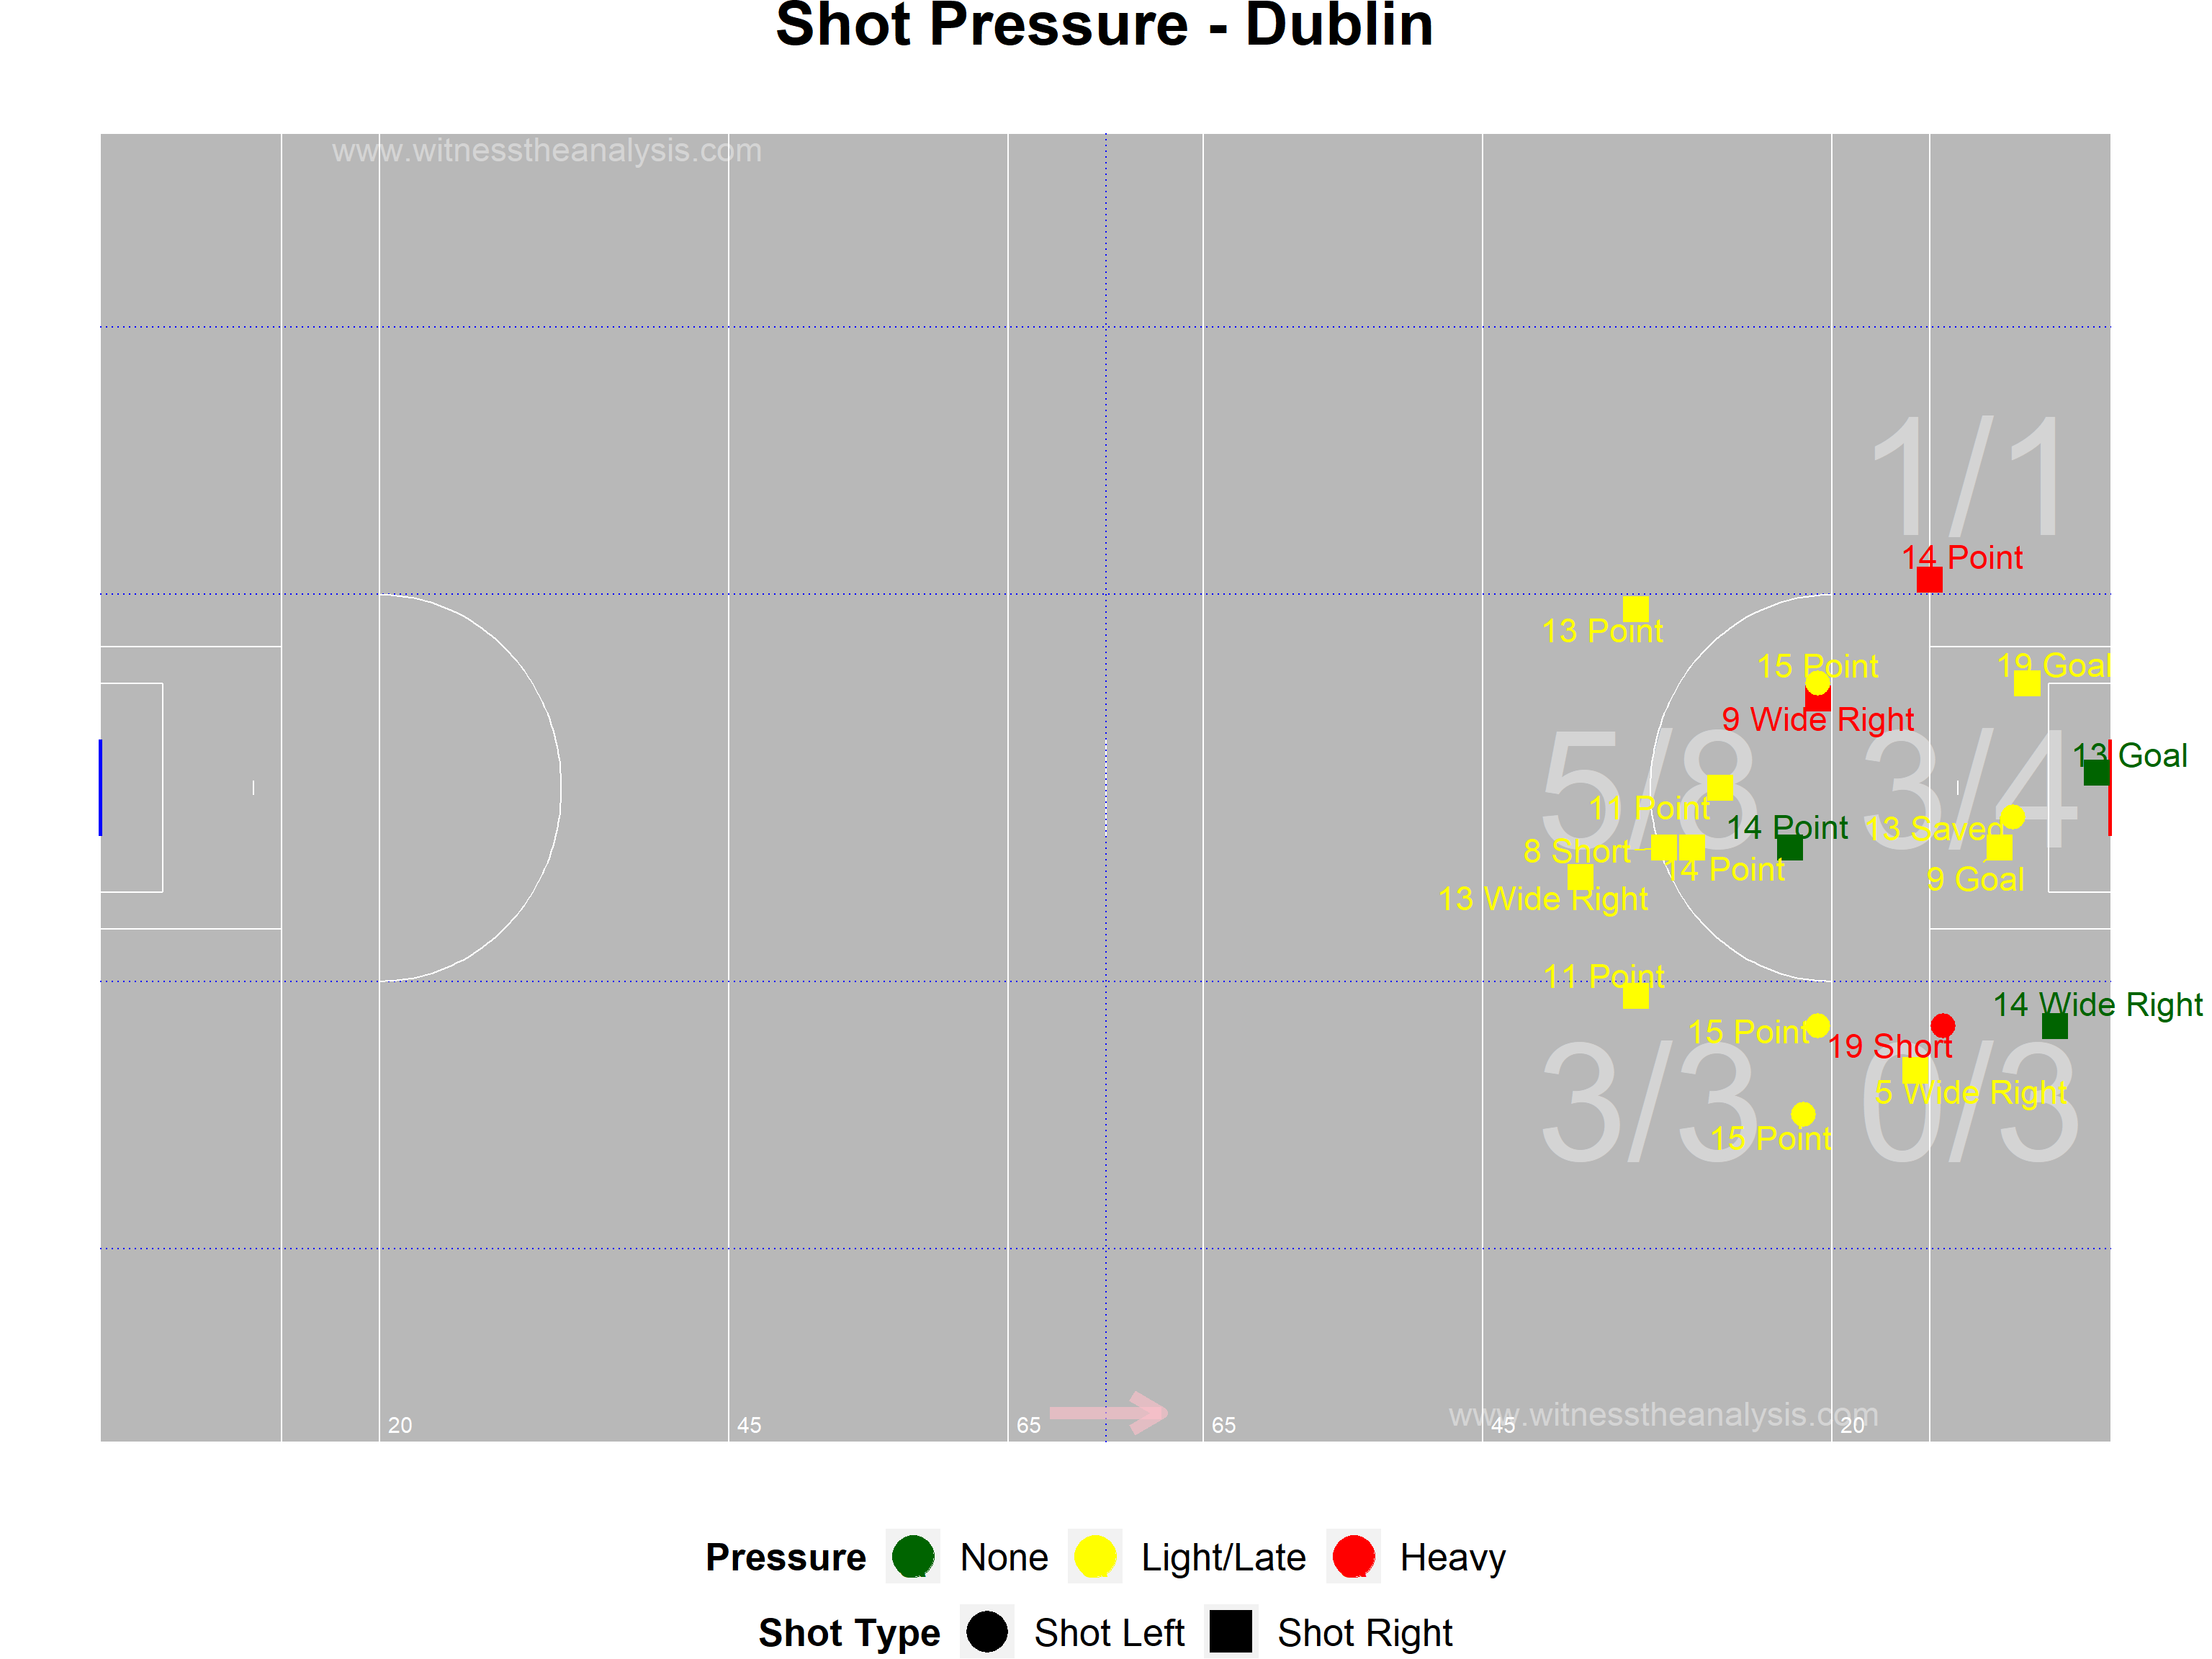 Shot Pressure - Dublin
www.witnesstheanalysis.com
1/1
14 Point
13 Point
15 Point
19 Goal
9 Wide Right
13 Goal
5/8
3/4
11 Point
14 Point
13 Saved
8 Short
14 Point
9 Goal
13 Wide Right
11 Point
14 Wide Right
15 Point
19 Short
3/3
0/3
5 Wide Right
15 Point
www.witnesstheanalysis.com
20 45 65 65 45 20
Pressure None Light/Late Heavy
Shot Type Shot Left Shot Right